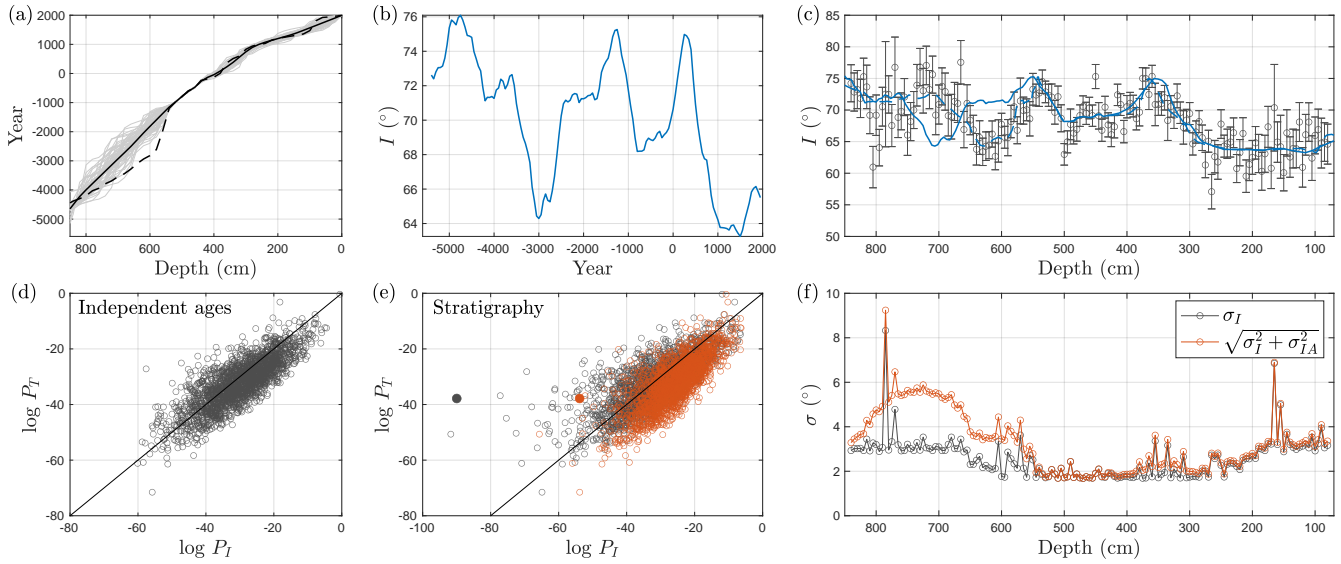 (a)
2000
1000
0
-1000
-2000
-3000
-4000
-5000
Year
800 600 400 200 0
Depth (cm)
(b)
76
74
72
70
68
66
64
I (°)
-5000 -4000 -3000 -2000 -1000 0 1000 2000
Year
(c)
85
80
75
70
65
60
55
50
I (°)
800 700 600 500 400 300 200 100
Depth (cm)
(d)
Independent ages
0
-20
-40
-60
-80
log P_T
-80 -60 -40 -20 0
log P_I
(e)
Stratigraphy
0
-20
-40
-60
-80
log P_T
-100 -80 -60 -40 -20 0
log P_I
(f)
σ_I
√(σ_I^2 + σ_{IA}^2)
10
8
6
4
2
0
σ (°)
800 700 600 500 400 300 200 100
Depth (cm)